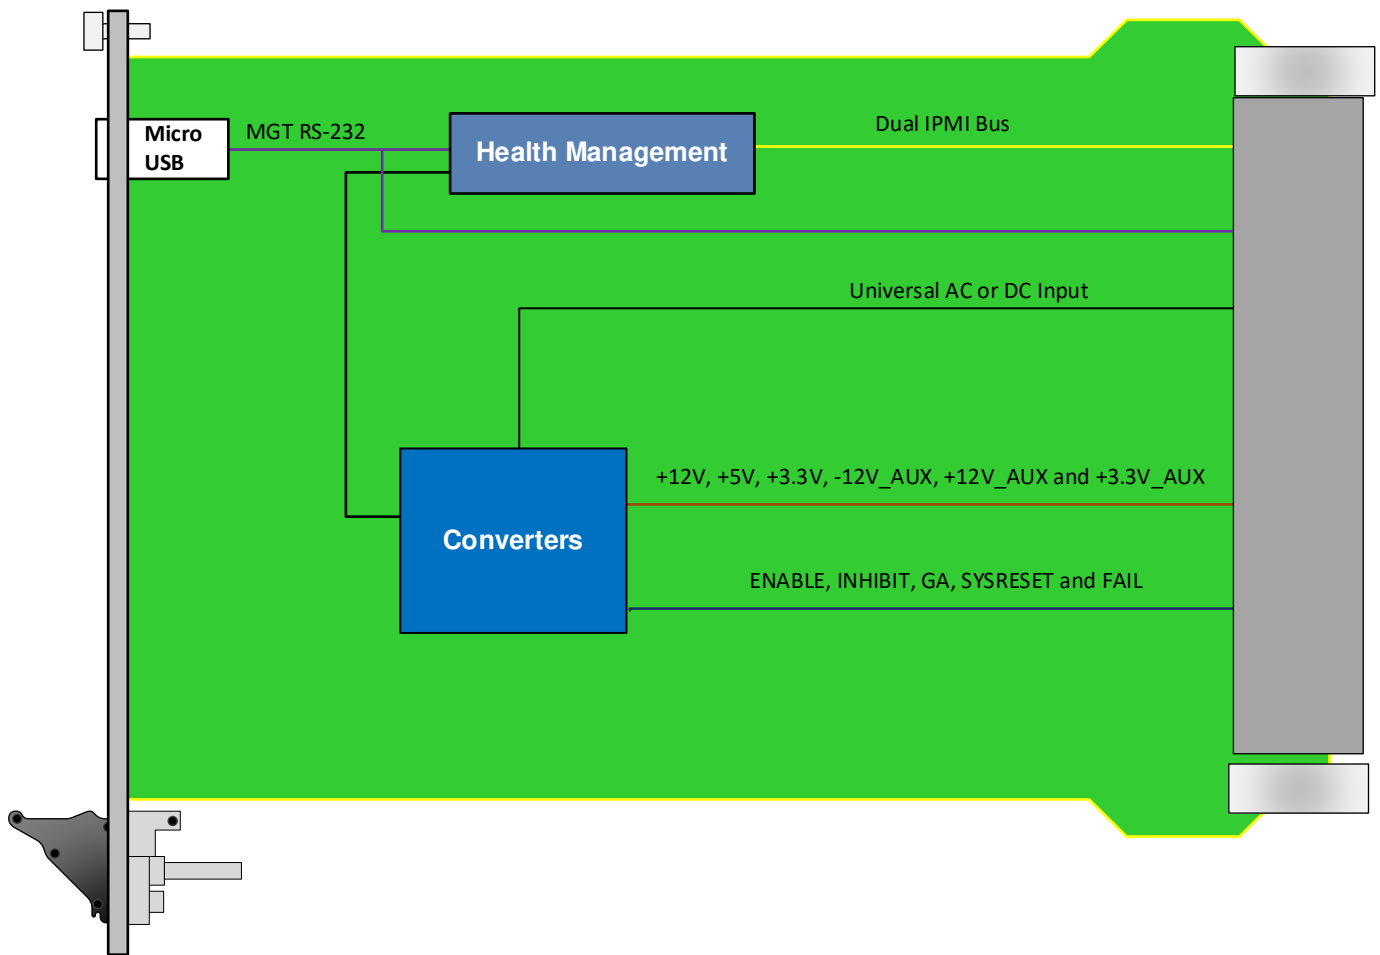 Micro
USB
MGT RS-232
Health Management
Dual IPMI Bus
Universal AC or DC Input
+12V, +5V, +3.3V, -12V_AUX, +12V_AUX and +3.3V_AUX
Converters
ENABLE, INHIBIT, GA, SYSRESET and FAIL